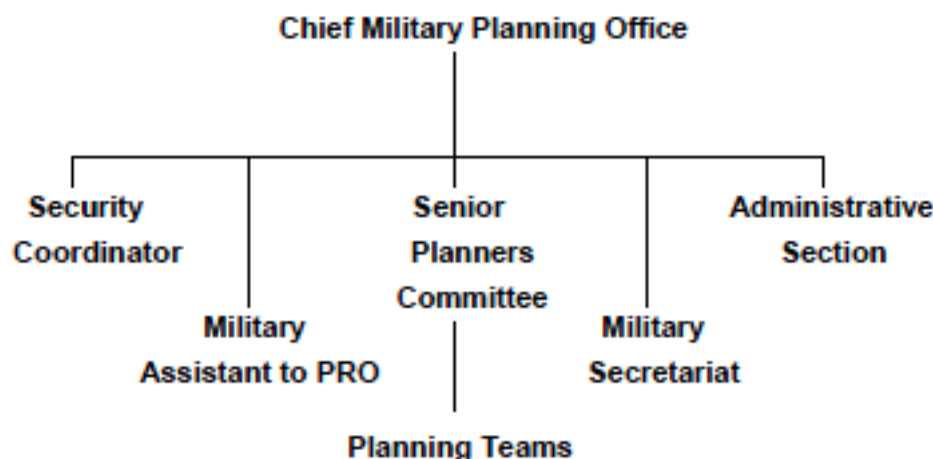 Chief Military Planning Office
Security
Coordinator
Senior
Planners
Committee
Administrative
Section
Military
Assistant to PRO
Military
Secretariat
Planning Teams